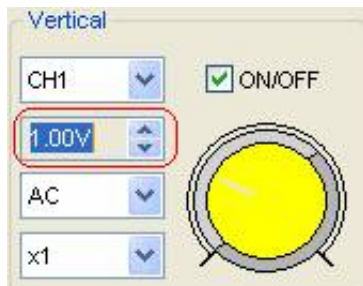 Vertical
CH1
ON/OFF
1.00V
AC
x1